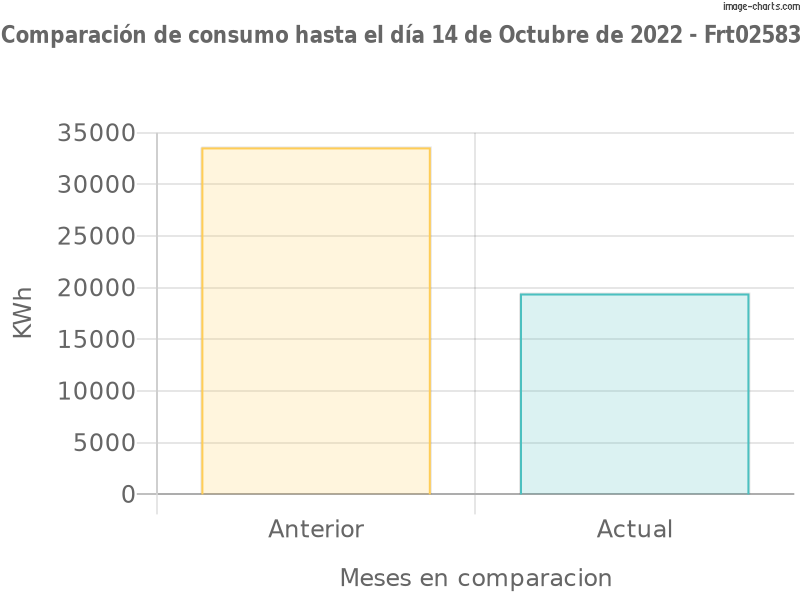 image-charts.com
Comparación de consumo hasta el día 14 de Octubre de 2022 - Frt02583
35000
30000
25000
20000
15000
10000
5000
0
KWh
Anterior
Actual
Meses en comparacion